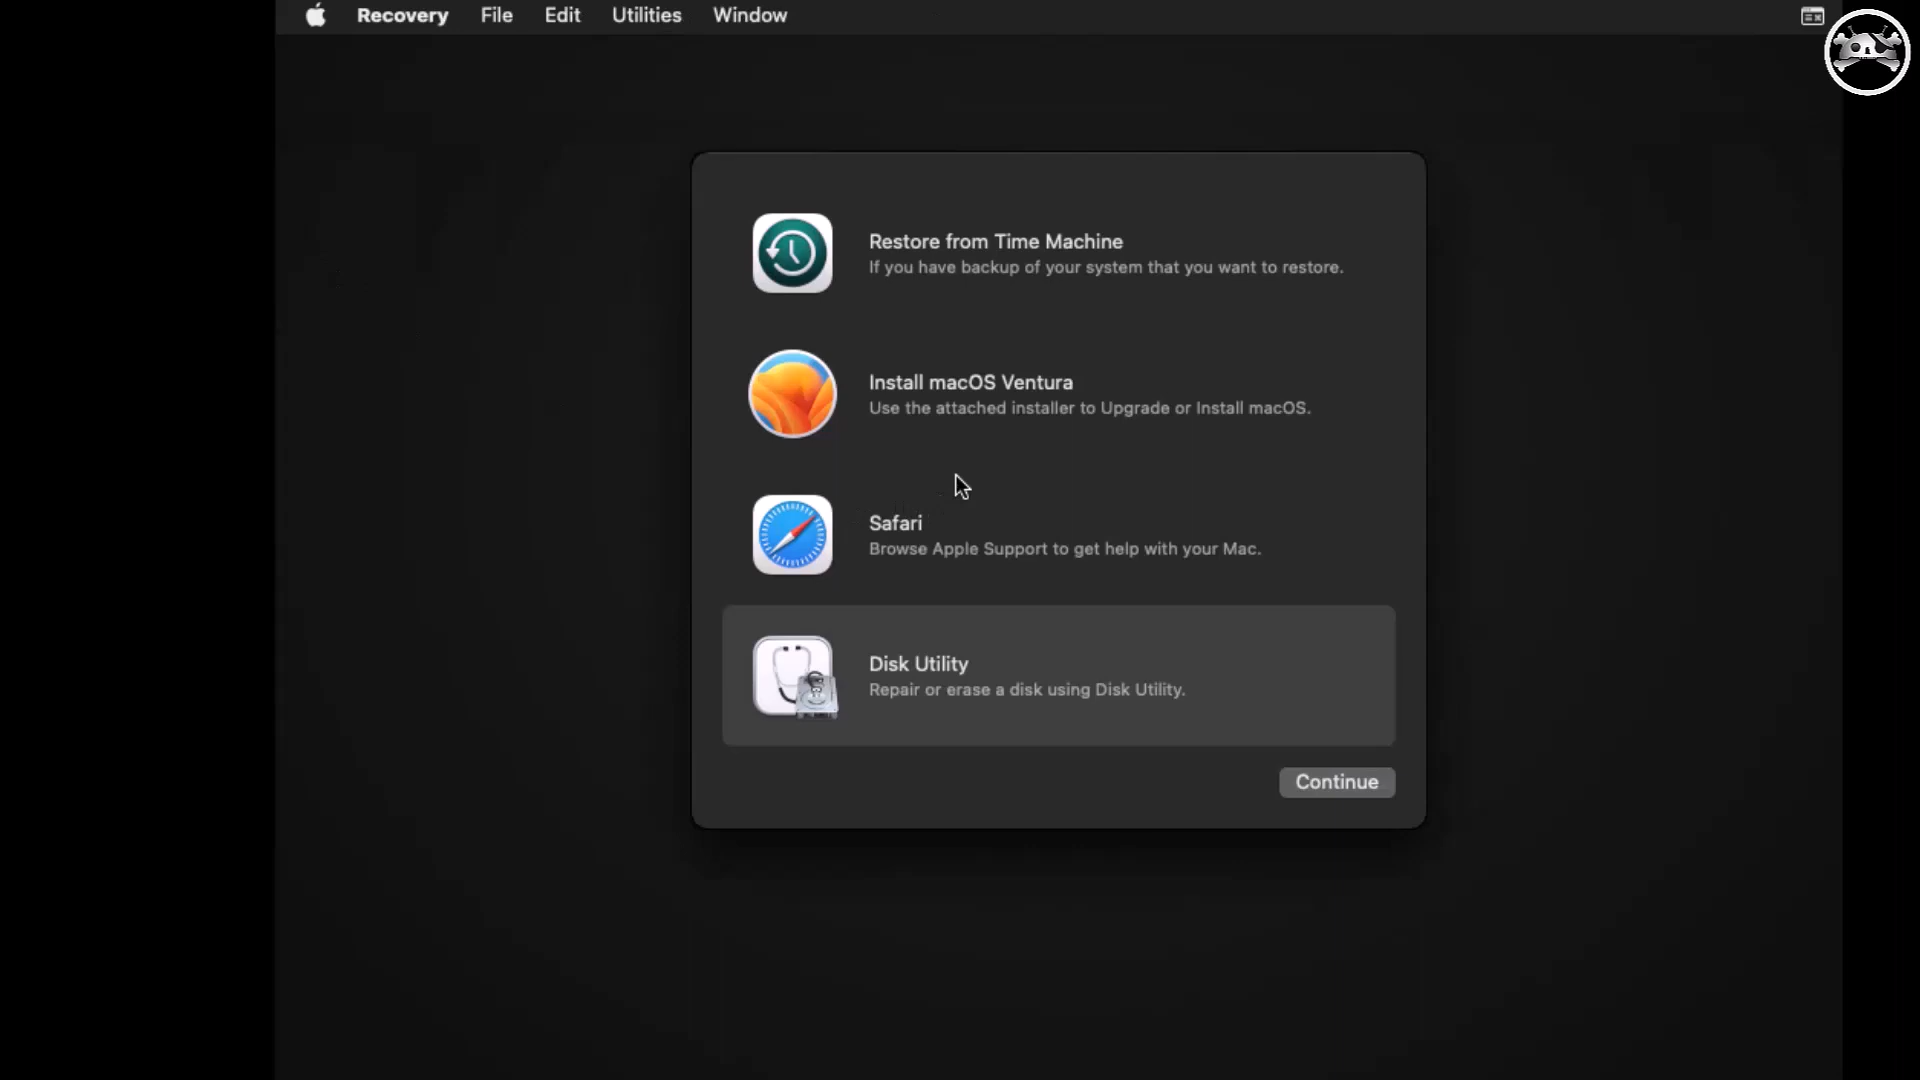 Recovery File Edit Utilities Window
Restore from Time Machine
If you have backup of your system that you want to restore.
Install macOS Ventura
Use the attached installer to Upgrade or Install macOS.
Safari
Browse Apple Support to get help with your Mac.
Disk Utility
Repair or erase a disk using Disk Utility.
Continue